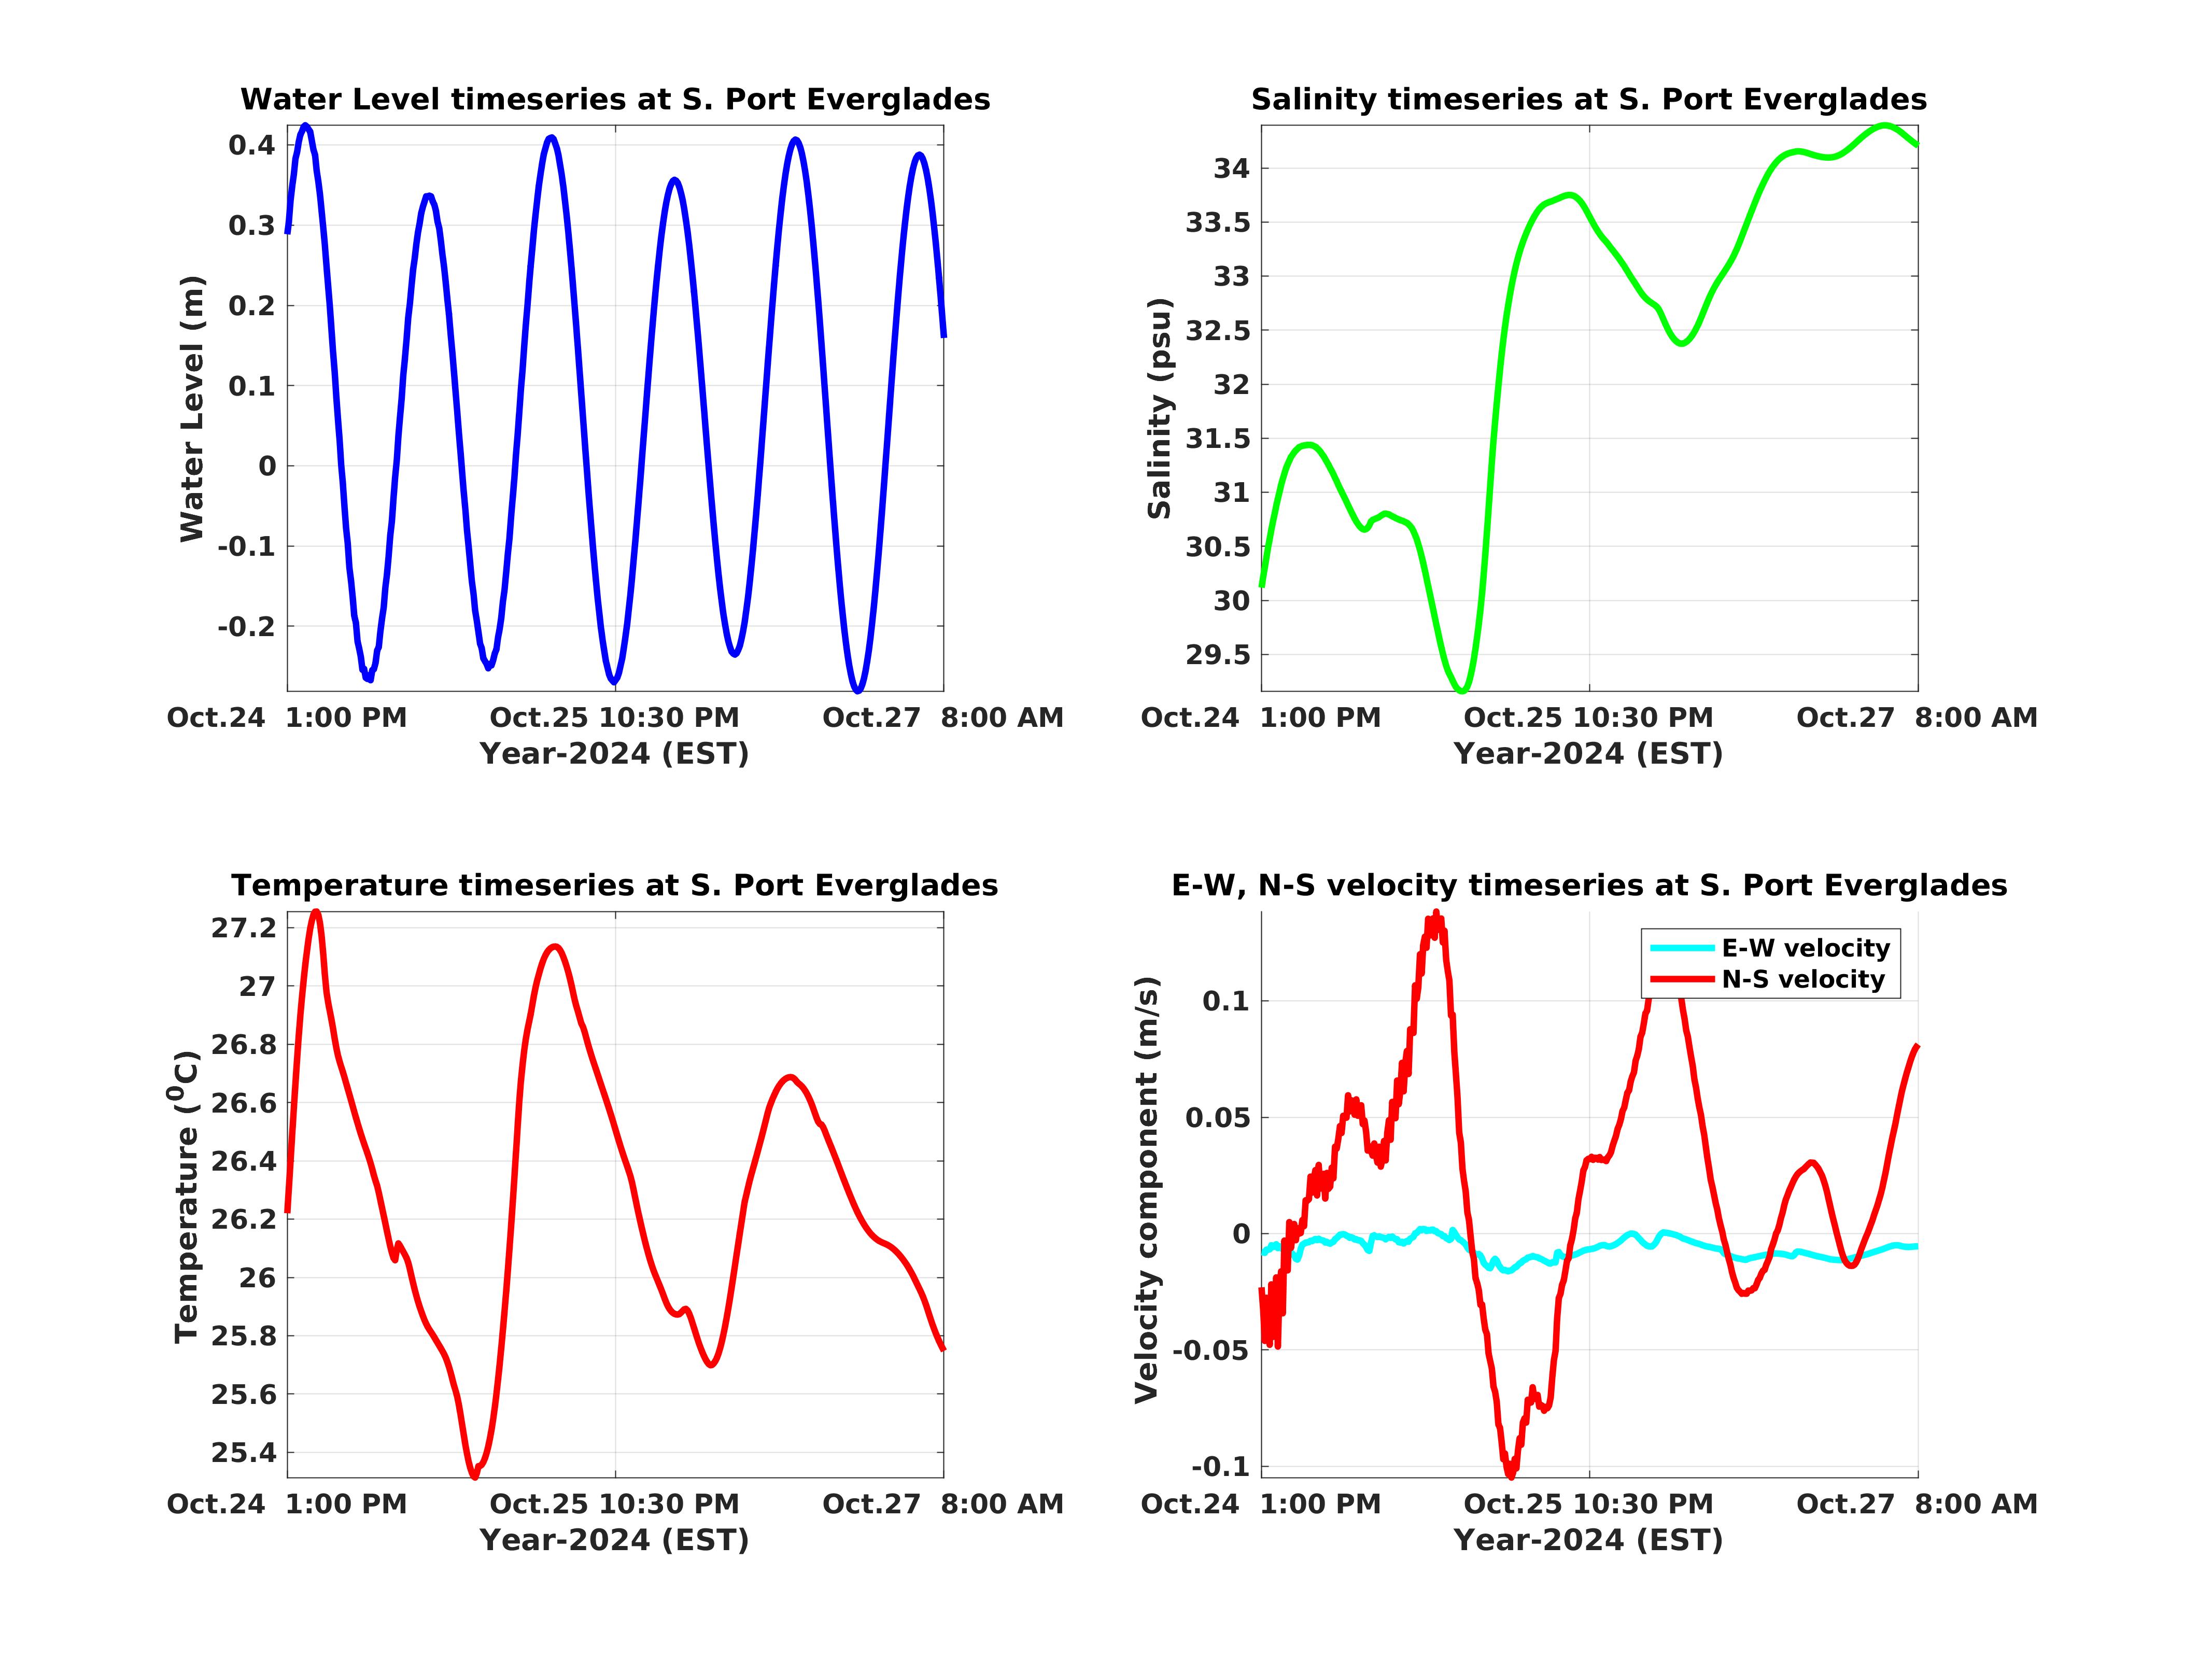 Water Level timeseries at S. Port Everglades
Water Level (m)
0.4
0.3
0.2
0.1
0
-0.1
-0.2
Oct.24 1:00 PM
Oct.25 10:30 PM
Oct.27 8:00 AM
Year-2024 (EST)
Salinity timeseries at S. Port Everglades
Salinity (psu)
34
33.5
33
32.5
32
31.5
31
30.5
30
29.5
Oct.24 1:00 PM
Oct.25 10:30 PM
Oct.27 8:00 AM
Year-2024 (EST)
Temperature timeseries at S. Port Everglades
Temperature (⁰C)
27.2
27
26.8
26.6
26.4
26.2
26
25.8
25.6
25.4
Oct.24 1:00 PM
Oct.25 10:30 PM
Oct.27 8:00 AM
Year-2024 (EST)
E-W, N-S velocity timeseries at S. Port Everglades
Velocity component (m/s)
E-W velocity
N-S velocity
0.1
0.05
0
-0.05
-0.1
Oct.24 1:00 PM
Oct.25 10:30 PM
Oct.27 8:00 AM
Year-2024 (EST)